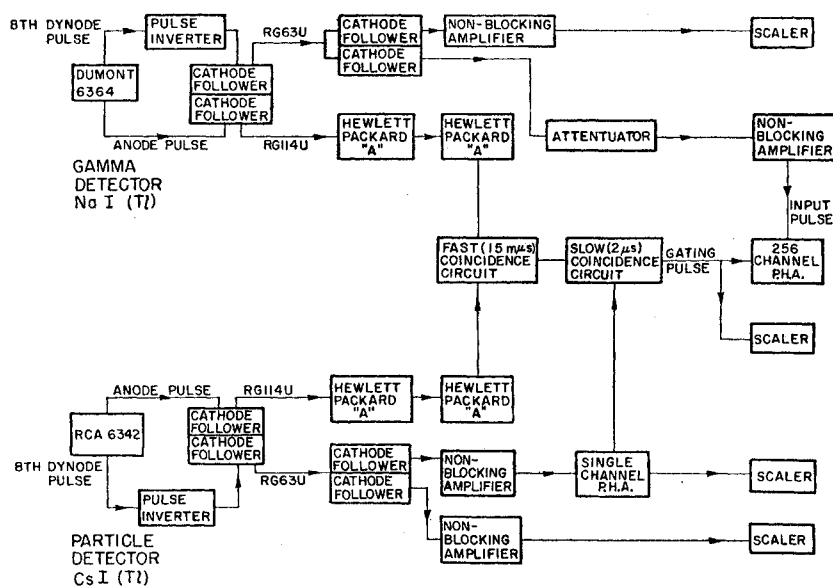 8TH DYNODE
PULSE
PULSE
INVERTER
DUMONT
6364
CATHODE
FOLLOWER
CATHODE
FOLLOWER
ANODE PULSE
RG63U
RG114U
CATHODE
FOLLOWER
CATHODE
FOLLOWER
NON-BLOCKING
AMPLIFIER
SCALER
HEWLETT
PACKARD
"A"
HEWLETT
PACKARD
"A"
ATTENTUATOR
NON-
BLOCKING
AMPLIFIER
GAMMA
DETECTOR
Na I (Tl)
INPUT
PULSE
FAST (15 mμs)
COINCIDENCE
CIRCUIT
SLOW (2μs)
COINCIDENCE
CIRCUIT
GATING
PULSE
256
CHANNEL
P.H.A.
SCALER
ANODE PULSE
RG114U
HEWLETT
PACKARD
"A"
HEWLETT
PACKARD
"A"
RCA 6342
CATHODE
FOLLOWER
CATHODE
FOLLOWER
8TH DYNODE
PULSE
PULSE
INVERTER
RG63U
CATHODE
FOLLOWER
CATHODE
FOLLOWER
NON-
BLOCKING
AMPLIFIER
SINGLE
CHANNEL
P.H.A.
SCALER
NON-
BLOCKING
AMPLIFIER
SCALER
PARTICLE
DETECTOR
Cs I (Tl)